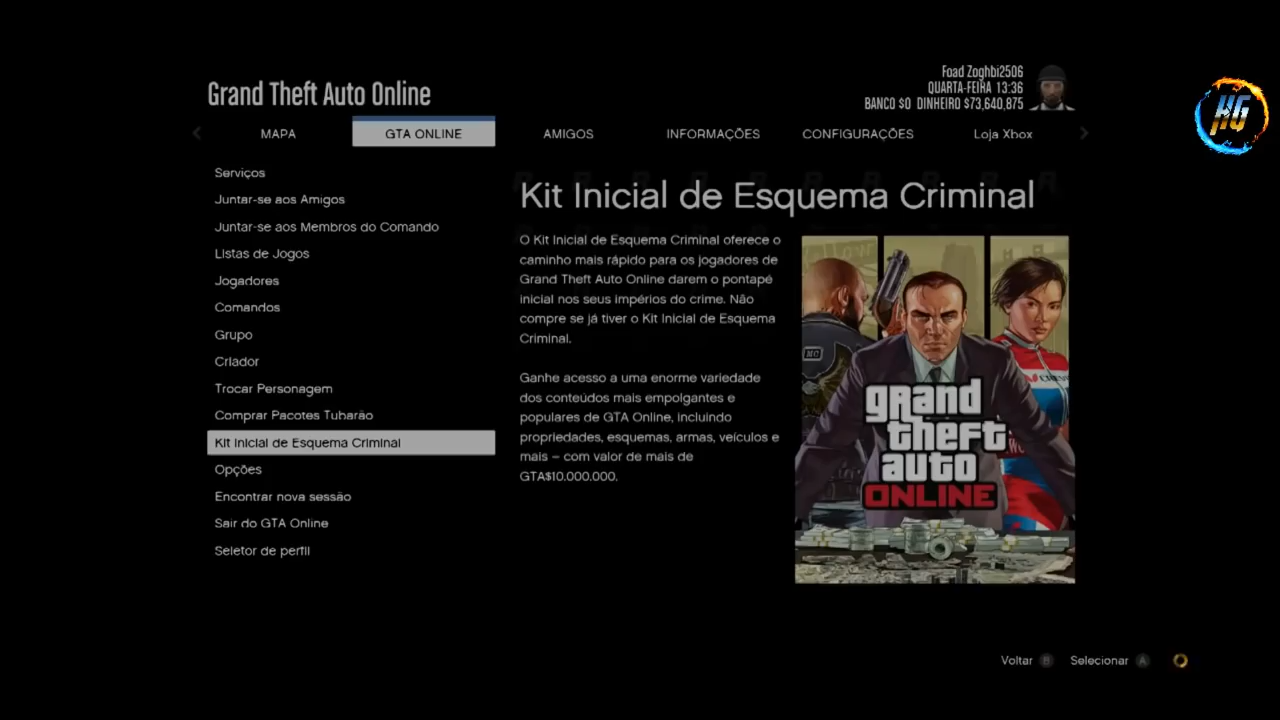 Foad Zoghbi2506
Grand Theft Auto Online
QUARTA-FEIRA 13:36
BANCO $0 DINHEIRO $73,640,875
HG
MAPA GTA ONLINE AMIGOS INFORMAÇÕES CONFIGURAÇÕES Loja Xbox
Serviços
Juntar-se aos Amigos
Juntar-se aos Membros do Comando
Listas de Jogos
Jogadores
Comandos
Grupo
Criador
Trocar Personagem
Comprar Pacotes Tubarão
Kit Inicial de Esquema Criminal
Opções
Encontrar nova sessão
Sair do GTA Online
Seletor de perfil
Kit Inicial de Esquema Criminal
O Kit Inicial de Esquema Criminal oferece o
caminho mais rápido para os jogadores de
Grand Theft Auto Online darem o pontapé
inicial nos seus impérios do crime. Não
compre se já tiver o Kit Inicial de Esquema
Criminal.
Ganhe acesso a uma enorme variedade
dos conteúdos mais empolgantes e
populares de GTA Online, incluindo
propriedades, esquemas, armas, veículos e
mais – com valor de mais de
GTA$10.000.000.
MC
grand
theft
auto
ONLINE
Voltar B Selecionar A